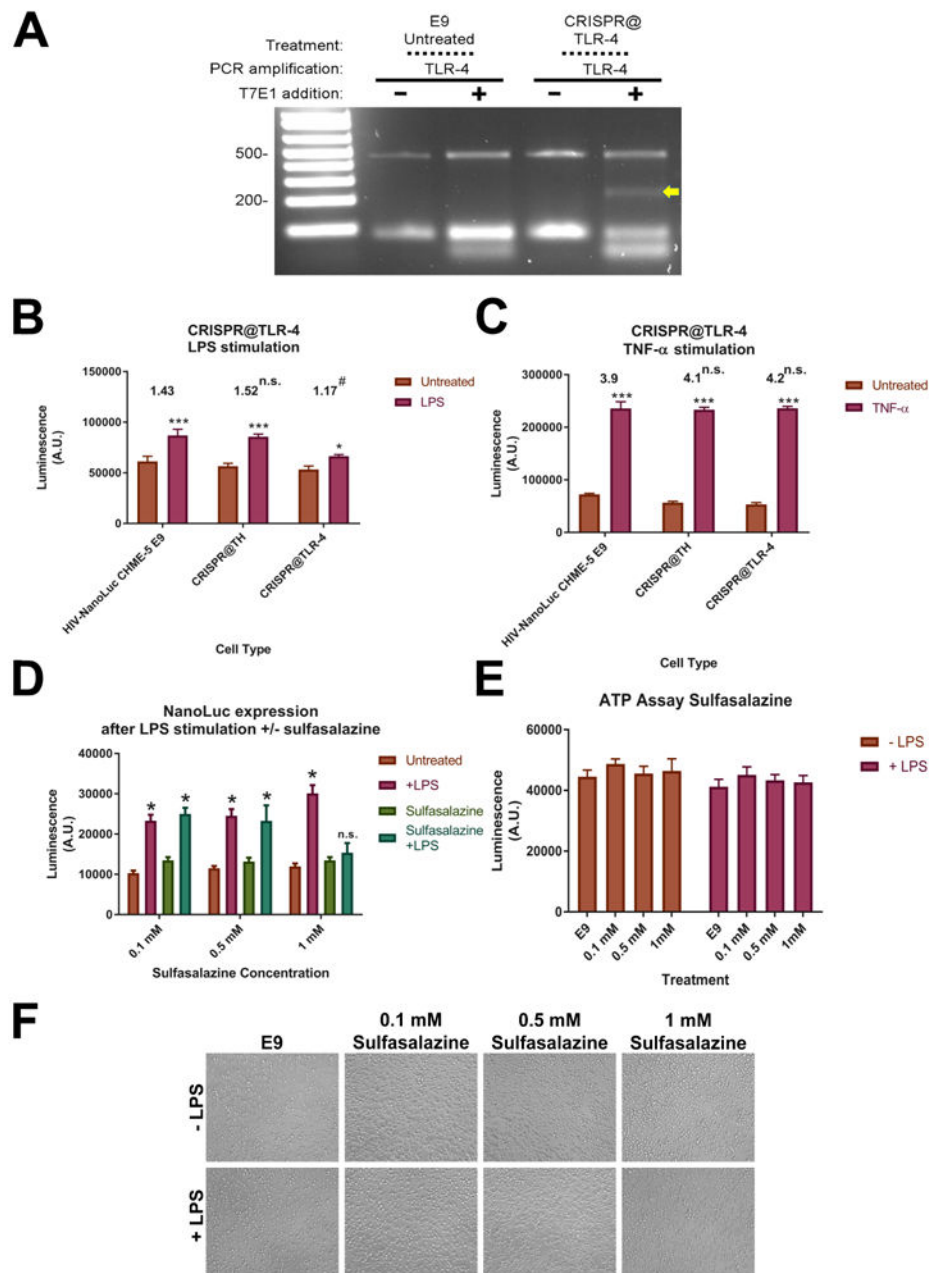 A
Treatment:
E9
Untreated
CRISPR@
TLR-4
PCR amplification:
TLR-4
TLR-4
T7E1 addition:
–
+
–
+
500-
200-
B
CRISPR@TLR-4
LPS stimulation
150000
100000
50000
0
Luminescence
(A.U.)
1.43
1.52 n.s.
1.17 #
***
***
*
Untreated
LPS
HIV-NanoLuc CHME-5 E9
CRISPR@TH
CRISPR@TLR-4
Cell Type
C
CRISPR@TLR-4
TNF-α stimulation
300000
200000
100000
0
Luminescence
(A.U.)
3.9
4.1 n.s.
4.2 n.s.
***
***
***
Untreated
TNF-α
HIV-NanoLuc CHME-5 E9
CRISPR@TH
CRISPR@TLR-4
Cell Type
D
NanoLuc expression
after LPS stimulation +/- sulfasalazine
40000
30000
20000
10000
0
Luminescence
(A.U.)
*
*
*
*
*
n.s.
Untreated
+LPS
Sulfasalazine
Sulfasalazine
+LPS
0.1 mM
0.5 mM
1 mM
Sulfasalazine Concentration
E
ATP Assay Sulfasalazine
60000
40000
20000
0
Luminescence
(A.U.)
- LPS
+ LPS
E9
0.1 mM
0.5 mM
1mM
E9
0.1 mM
0.5 mM
1mM
Treatment
F
E9
0.1 mM
Sulfasalazine
0.5 mM
Sulfasalazine
1 mM
Sulfasalazine
- LPS
+ LPS